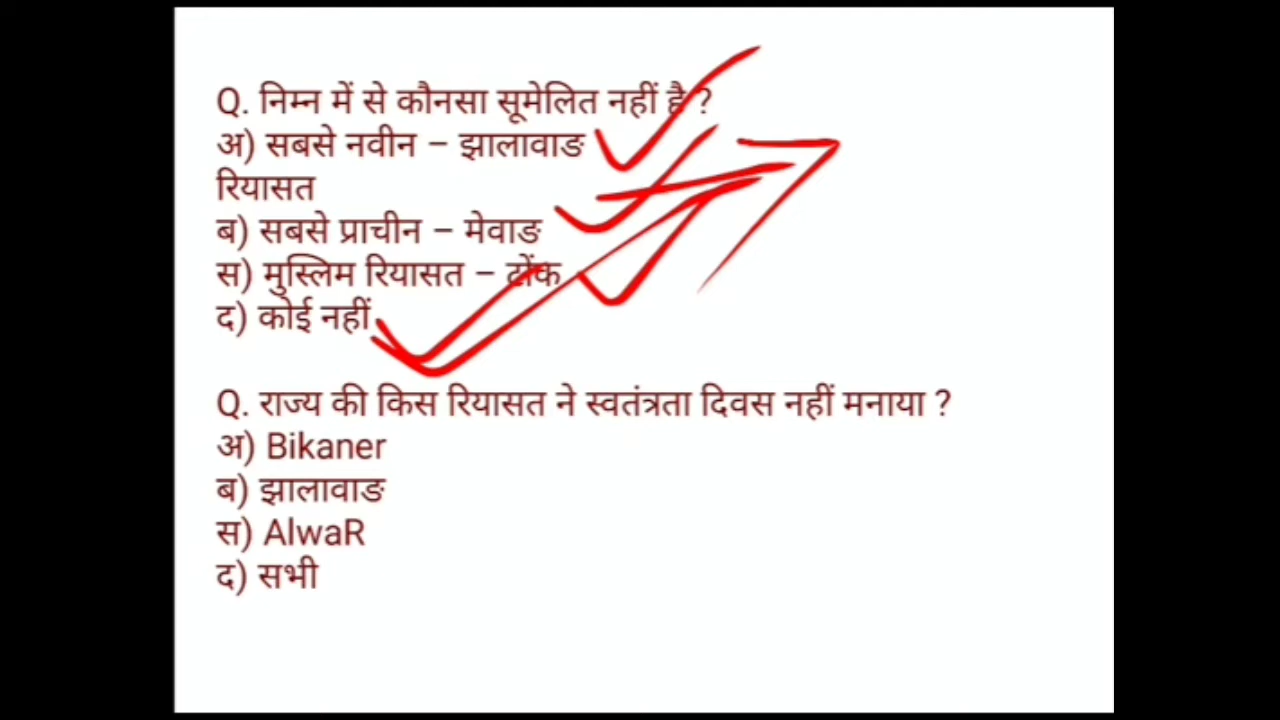 Q. निम्न में से कौनसा सूमेलित नहीं है ?
अ) सबसे नवीन – झालावाङ
रियासत
ब) सबसे प्राचीन – मेवाङ
स) मुस्लिम रियासत – टोंक
द) कोई नहीं
Q. राज्य की किस रियासत ने स्वतंत्रता दिवस नहीं मनाया ?
अ) Bikaner
ब) झालावाङ
स) AlwaR
द) सभी